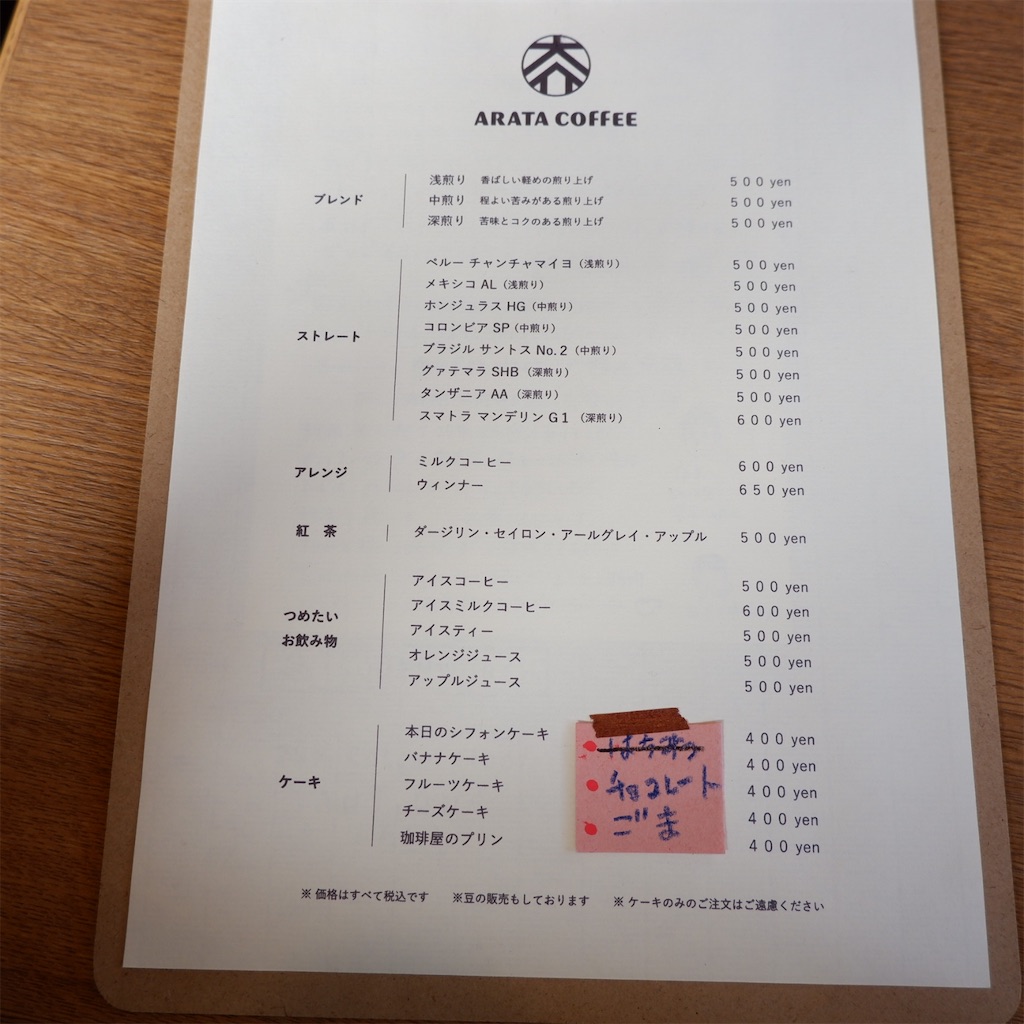 ARATA COFFEE
ブレンド
浅煎り 香ばしい軽めの煎り上げ 500 yen
中煎り 程よい苦みがある煎り上げ 500 yen
深煎り 苦味とコクのある煎り上げ 500 yen
ストレート
ペルー チャンチャマイヨ（浅煎り） 500 yen
メキシコ AL（浅煎り） 500 yen
ホンジュラス HG（中煎り） 500 yen
コロンビア SP（中煎り） 500 yen
ブラジル サントス No.2（中煎り） 500 yen
グァテマラ SHB（深煎り） 500 yen
タンザニア AA（深煎り） 500 yen
スマトラ マンデリン G1（深煎り） 600 yen
アレンジ
ミルクコーヒー 600 yen
ウィンナー 650 yen
紅 茶
ダージリン・セイロン・アールグレイ・アップル 500 yen
つめたい
お飲み物
アイスコーヒー 500 yen
アイスミルクコーヒー 600 yen
アイスティー 500 yen
オレンジジュース 500 yen
アップルジュース 500 yen
ケーキ
本日のシフォンケーキ 400 yen
バナナケーキ 400 yen
フルーツケーキ 400 yen
チーズケーキ 400 yen
珈琲屋のプリン 400 yen
はちみつ
チョコレート
ごま
※ 価格はすべて税込です ※豆の販売もしております ※ ケーキのみのご注文はご遠慮ください